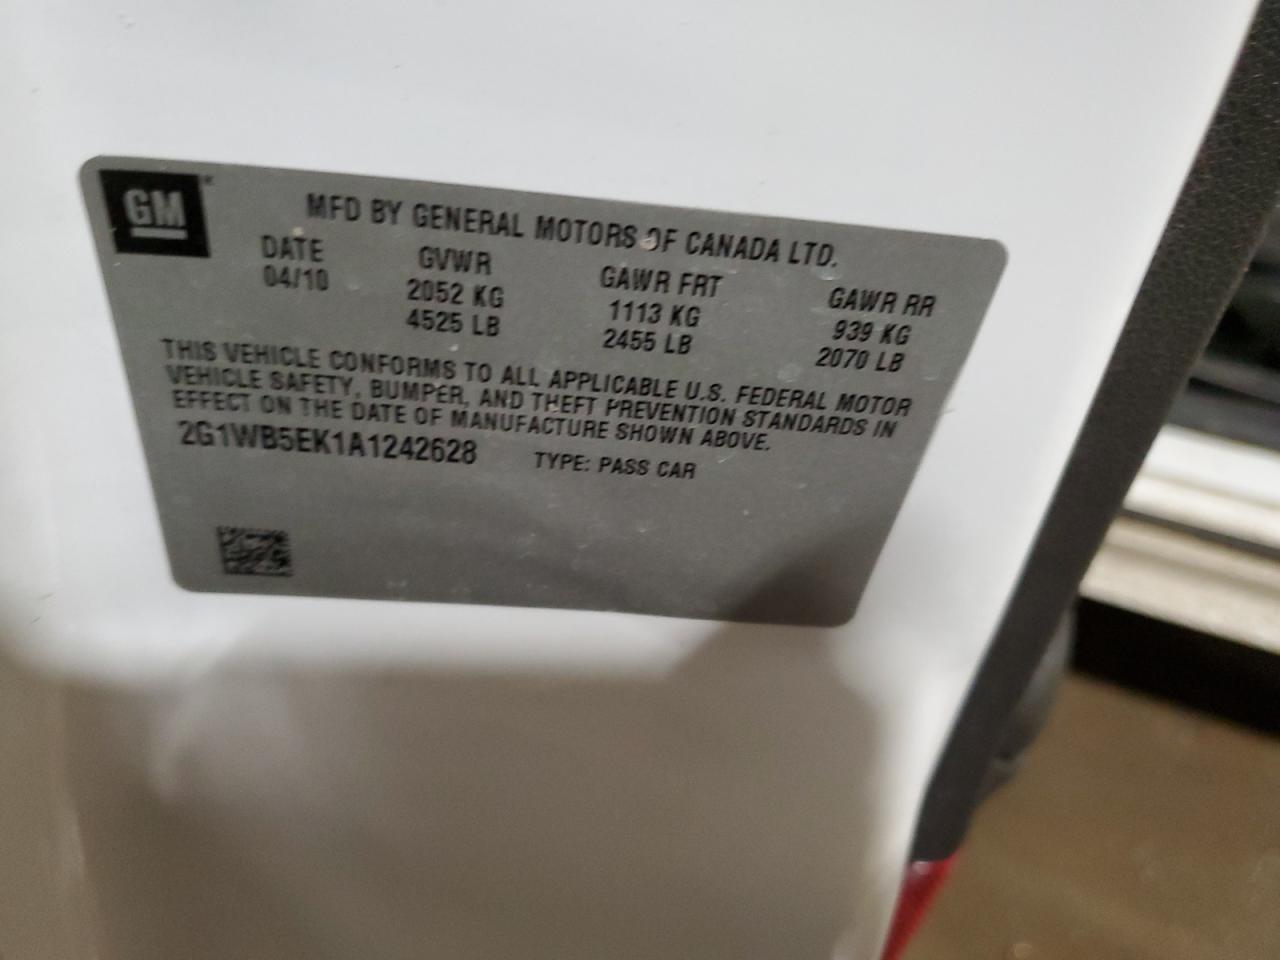 GM
MFD BY GENERAL MOTORS OF CANADA LTD.
DATE GVWR GAWR FRT GAWR RR
04/10 2052 KG 1113 KG 939 KG
4525 LB 2455 LB 2070 LB
THIS VEHICLE CONFORMS TO ALL APPLICABLE U.S. FEDERAL MOTOR
VEHICLE SAFETY, BUMPER, AND THEFT PREVENTION STANDARDS IN
EFFECT ON THE DATE OF MANUFACTURE SHOWN ABOVE.
2G1WB5EK1A1242628 TYPE: PASS CAR